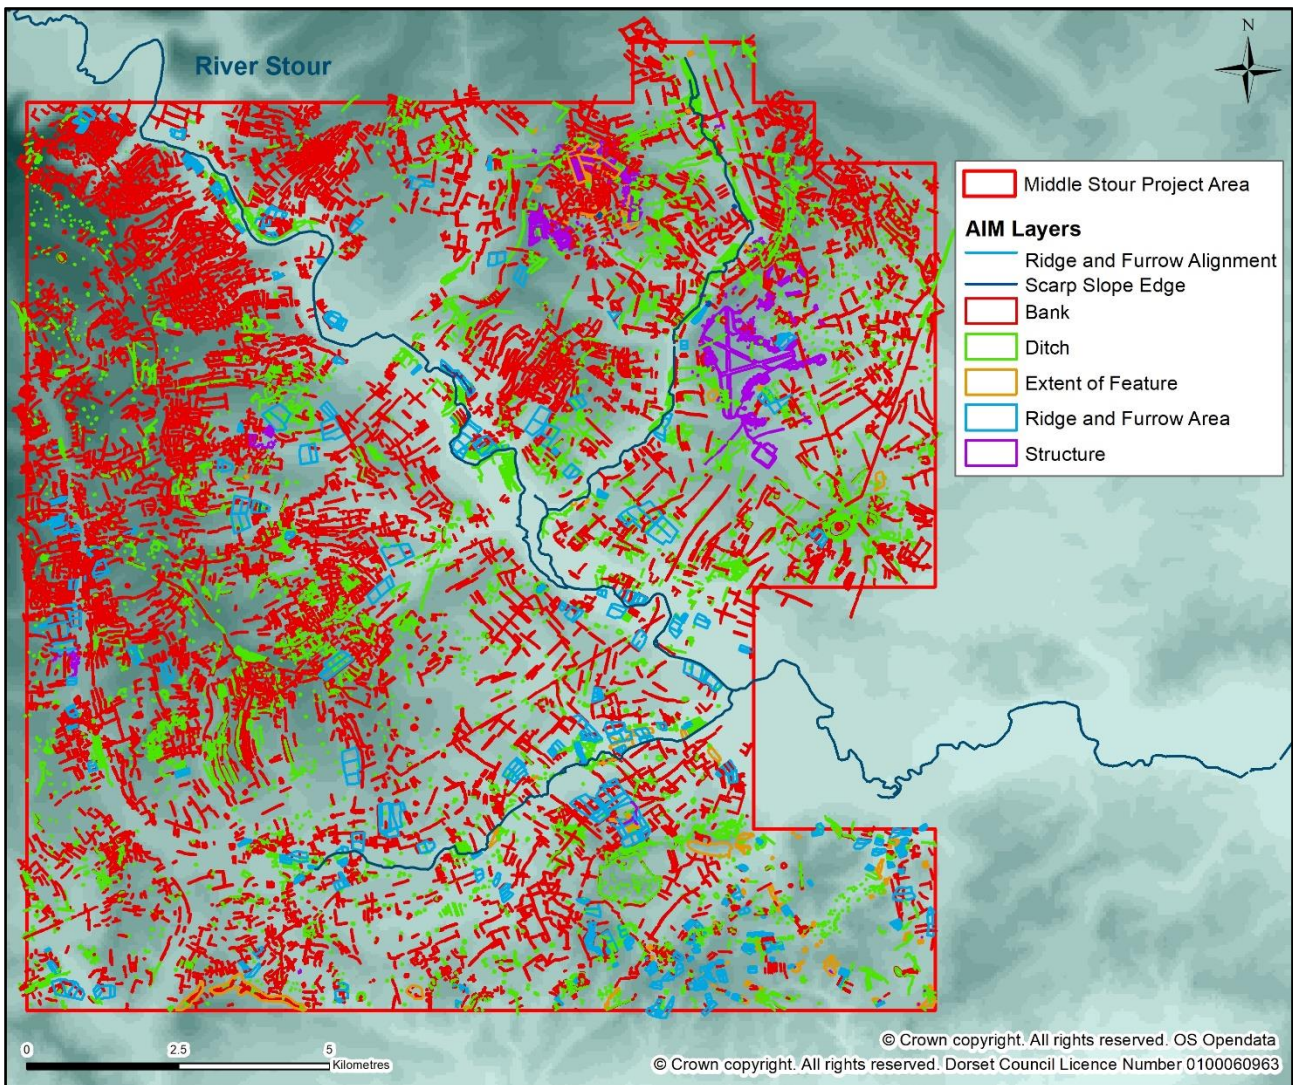 N
River Stour
Middle Stour Project Area
AIM Layers
Ridge and Furrow Alignment
Scarp Slope Edge
Bank
Ditch
Extent of Feature
Ridge and Furrow Area
Structure
0 2.5 5
Kilometres
© Crown copyright. All rights reserved. OS Opendata
© Crown copyright. All rights reserved. Dorset Council Licence Number 0100060963